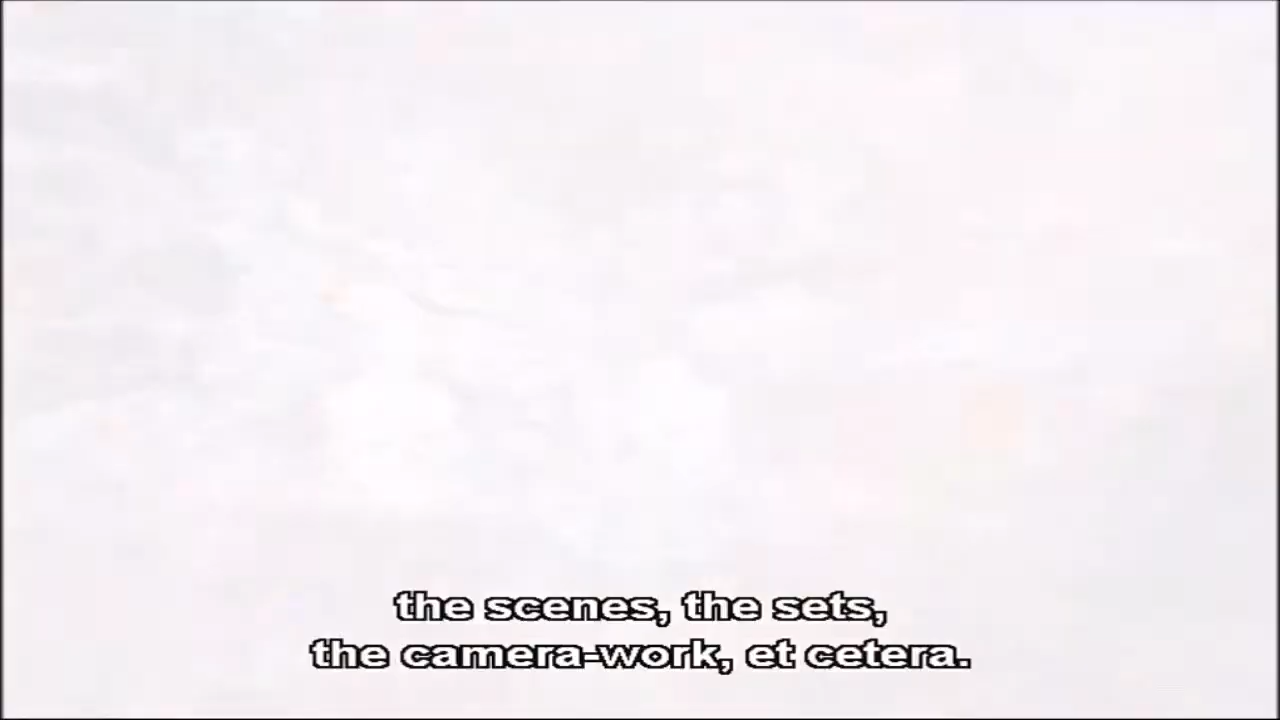 the scenes, the sets,
the camera-work, et cetera.